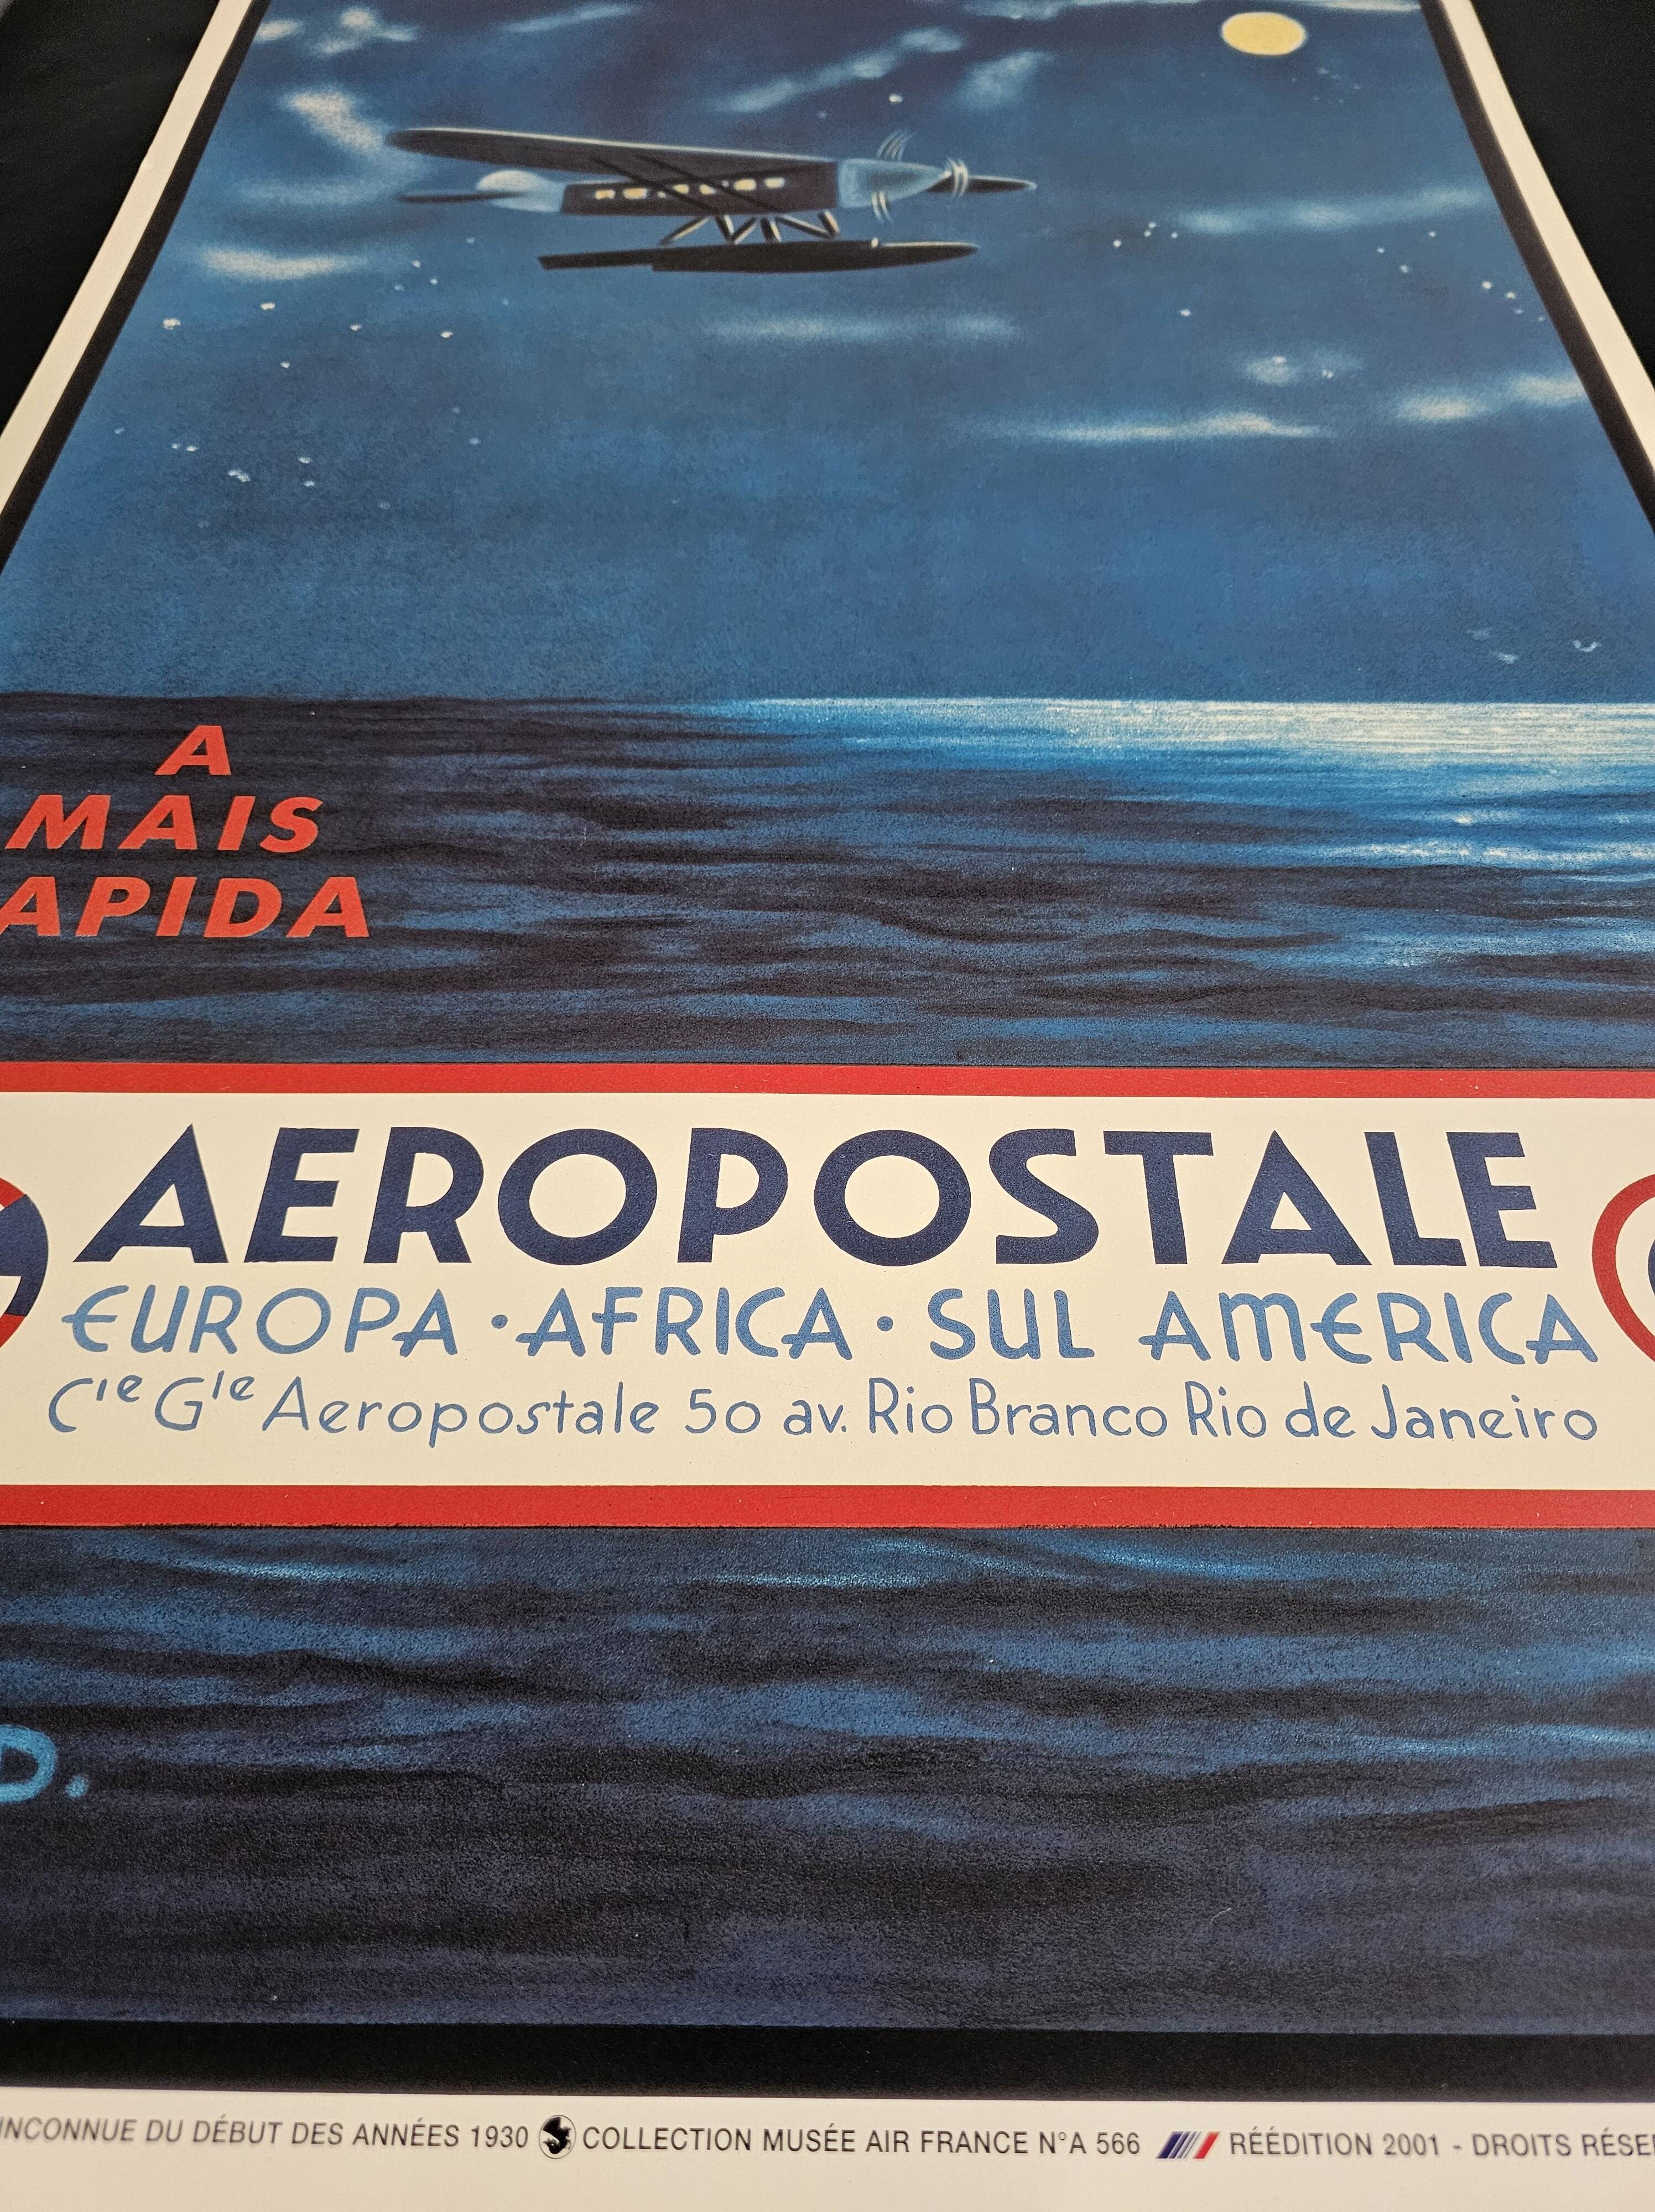 A
MAIS
APIDA
AEROPOSTALE
EUROPA · AFRICA · SUL AMERICA
Cie Gle Aeropostale 50 av. Rio Branco Rio de Janeiro
D.
INCONNUE DU DÉBUT DES ANNÉES 1930 COLLECTION MUSÉE AIR FRANCE N°A 566 RÉÉDITION 2001 - DROITS RÉSE